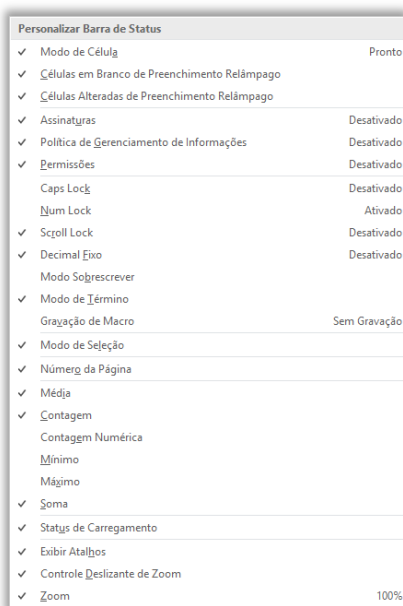 Personalizar Barra de Status
Modo de Célula Pronto
Células em Branco de Preenchimento Relâmpago
Células Alteradas de Preenchimento Relâmpago
Assinaturas Desativado
Política de Gerenciamento de Informações Desativado
Permissões Desativado
Caps Lock Desativado
Num Lock Ativado
Scroll Lock Desativado
Decimal Fixo Desativado
Modo Sobrescrever
Modo de Término
Gravação de Macro Sem Gravação
Modo de Seleção
Número da Página
Média
Contagem
Contagem Numérica
Mínimo
Máximo
Soma
Status de Carregamento
Exibir Atalhos
Controle Deslizante de Zoom
Zoom 100%